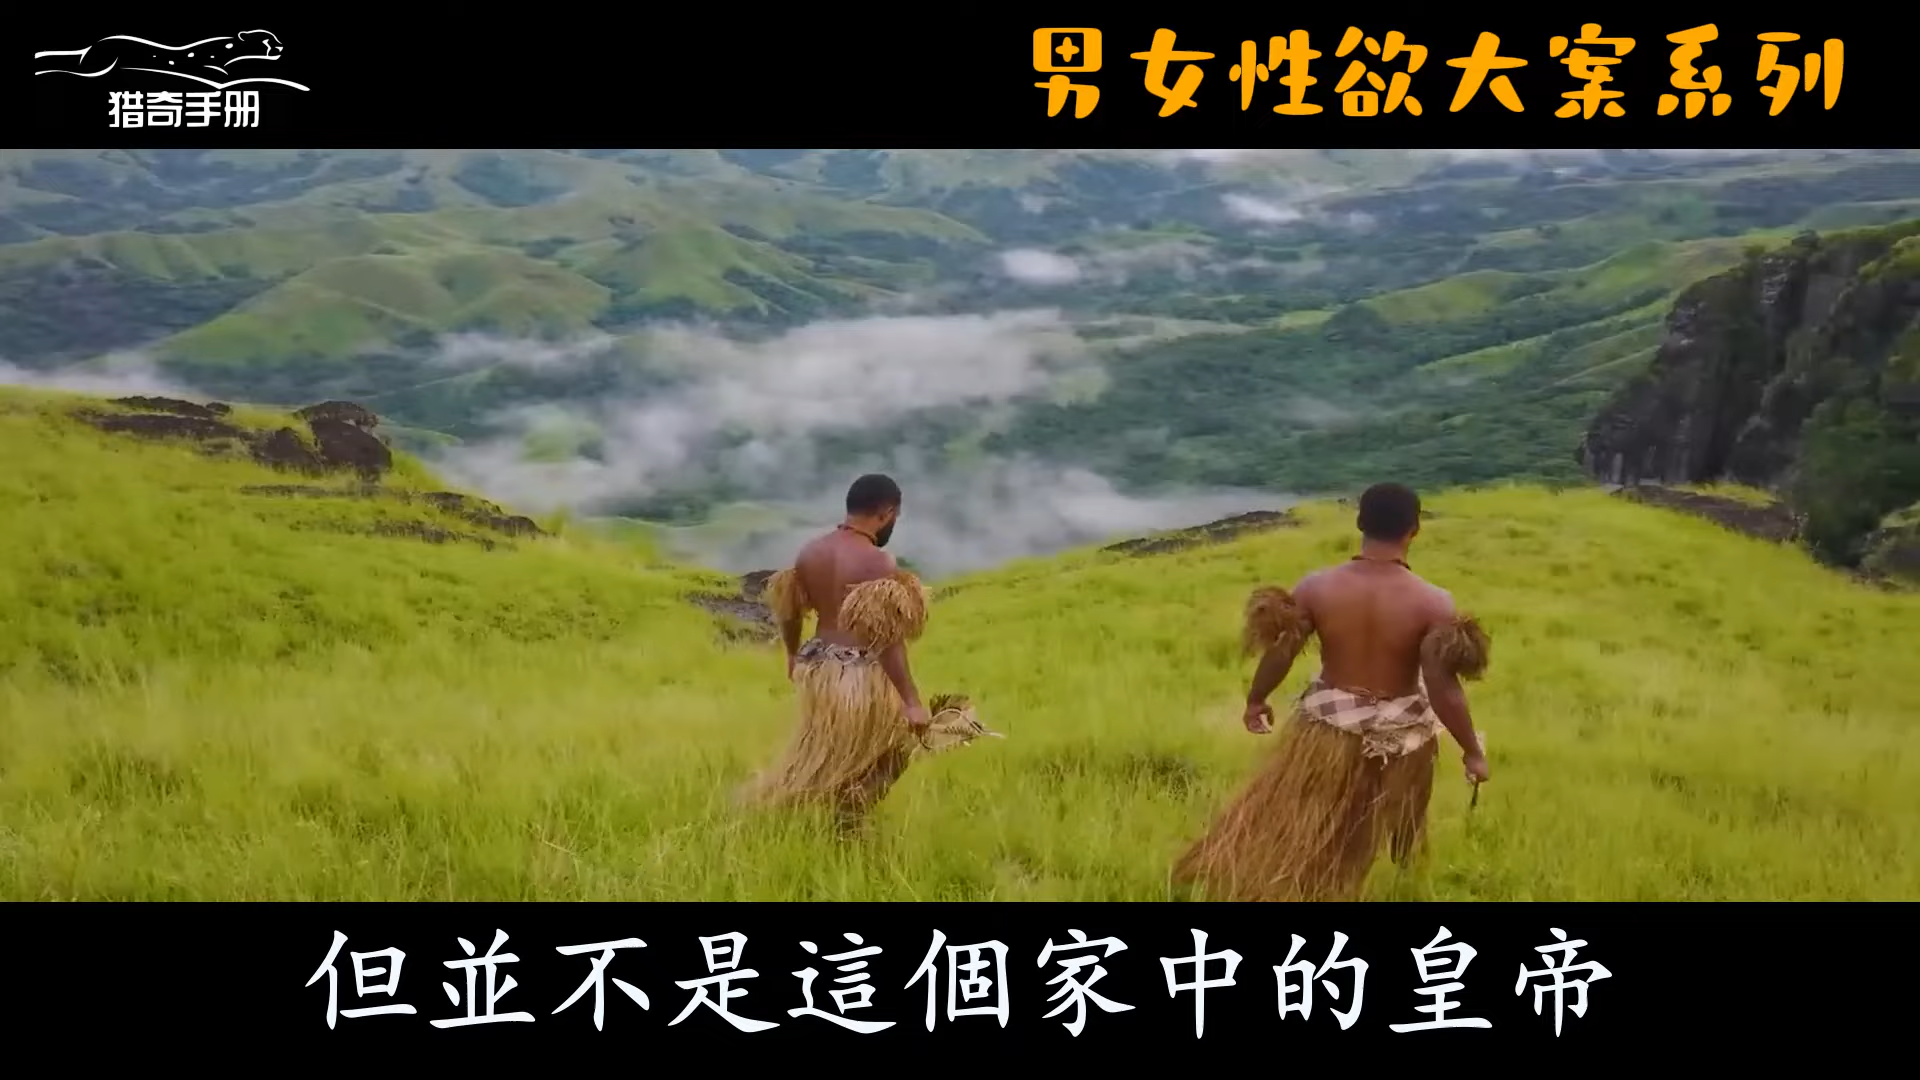 猎奇手册
男女性欲大案系列
但並不是這個家中的皇帝